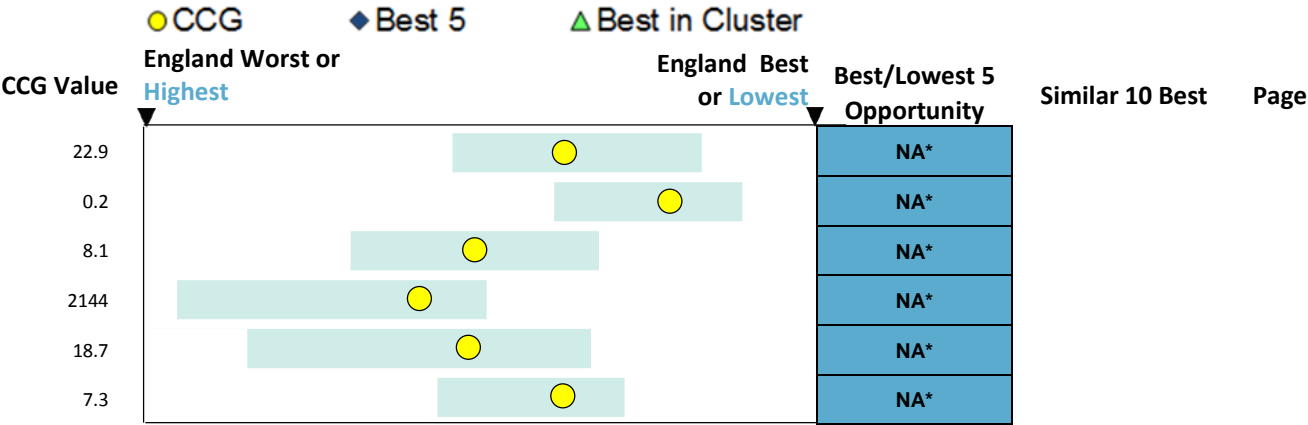 CCG Best 5 Best in Cluster
CCG Value
England Worst or
Highest
England Best
or Lowest
Best/Lowest 5
Opportunity
Similar 10 Best
Page
22.9 NA*
0.2 NA*
8.1 NA*
2144 NA*
18.7 NA*
7.3 NA*